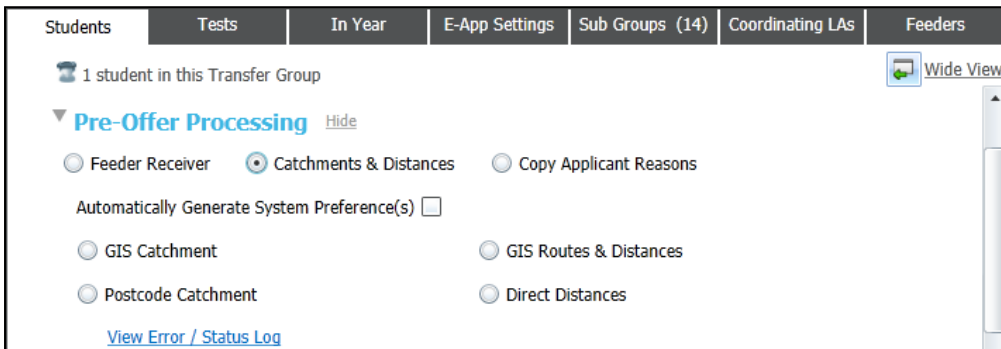 Students Tests In Year E-App Settings Sub Groups (14) Coordinating LAs Feeders
1 student in this Transfer Group Wide View
Pre-Offer Processing Hide
Feeder Receiver Catchments & Distances Copy Applicant Reasons
Automatically Generate System Preference(s)
GIS Catchment GIS Routes & Distances
Postcode Catchment Direct Distances
View Error / Status Log